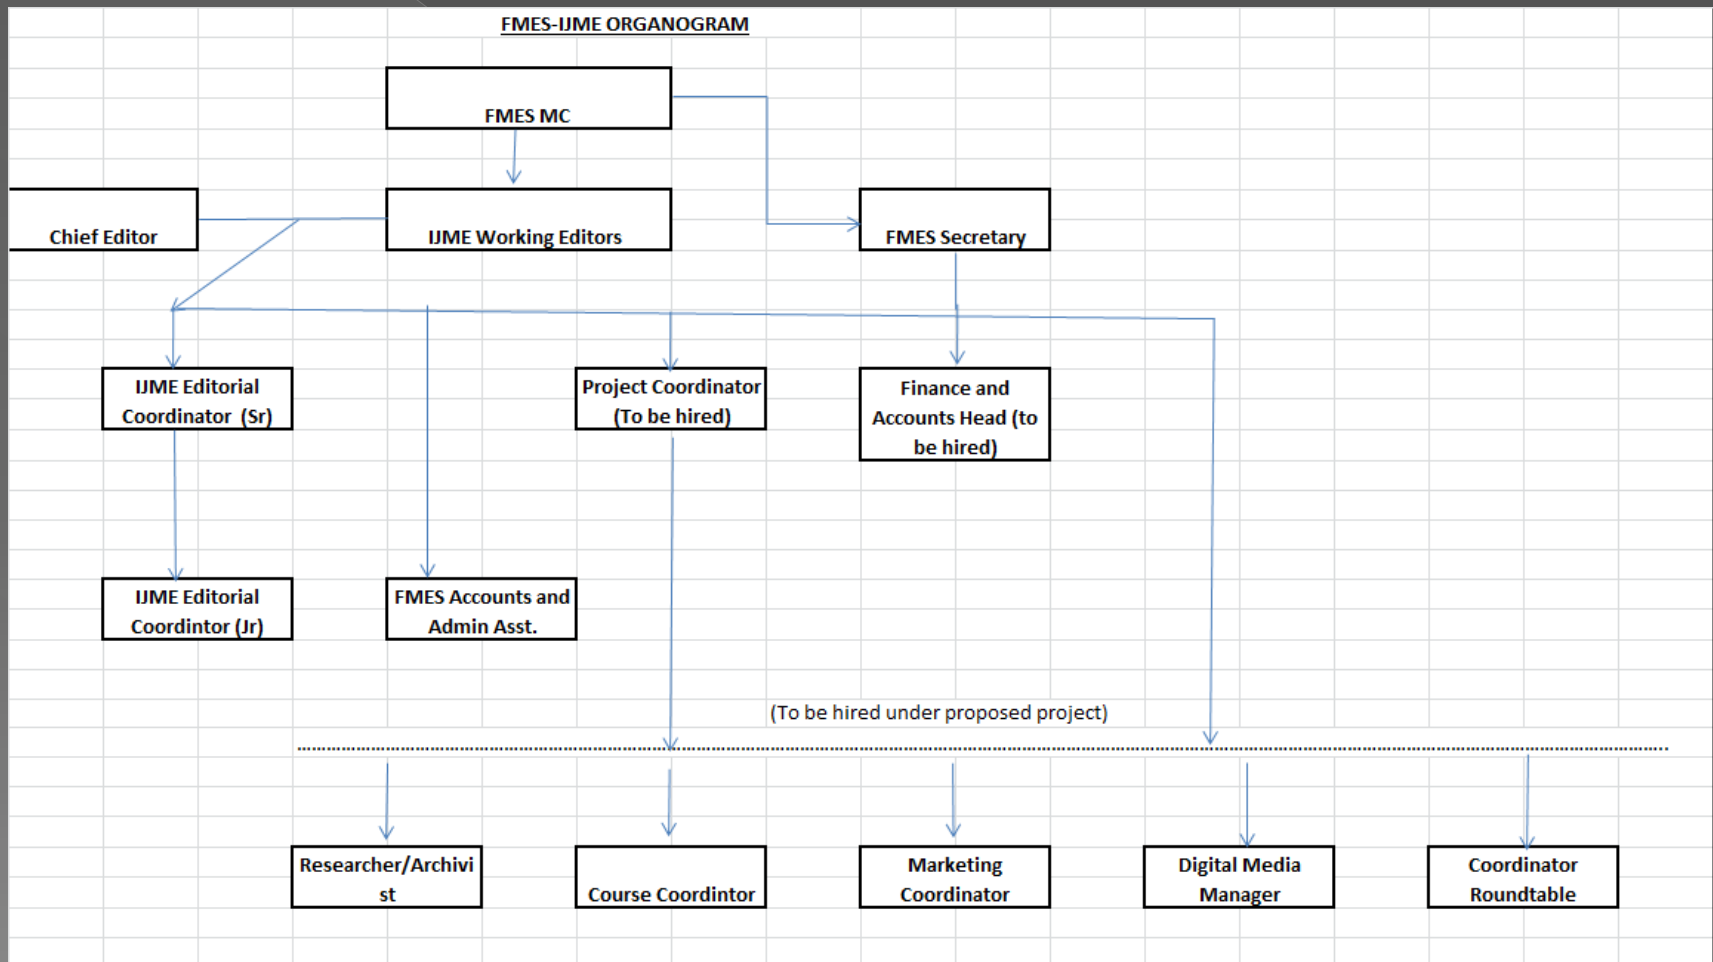 FMES-IJME ORGANOGRAM
FMES MC
Chief Editor
IJME Working Editors
FMES Secretary
IJME Editorial
Coordinator (Sr)
Project Coordinator
(To be hired)
Finance and
Accounts Head (to
be hired)
IJME Editorial
Coordintor (Jr)
FMES Accounts and
Admin Asst.
(To be hired under proposed project)
Researcher/Archivi
st
Course Coordintor
Marketing
Coordinator
Digital Media
Manager
Coordinator
Roundtable